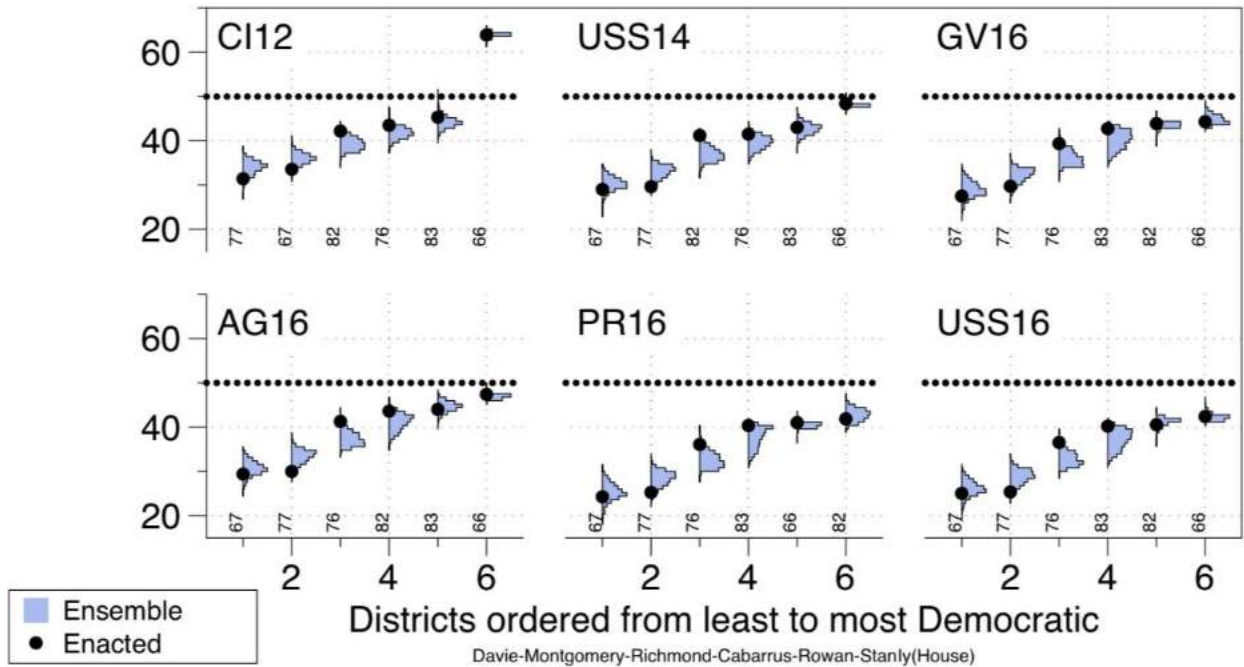 CI12 USS14 GV16
60
40
20
77 67 82 76 83 66
67 77 82 76 83 66
67 77 76 83 82 66
AG16 PR16 USS16
60
40
20
67 77 76 82 83 66
67 77 76 83 66 82
67 77 76 83 82 66
2 4 6 2 4 6 2 4 6
Ensemble
Enacted
Districts ordered from least to most Democratic
Davie-Montgomery-Richmond-Cabarrus-Rowan-Stanly(House)